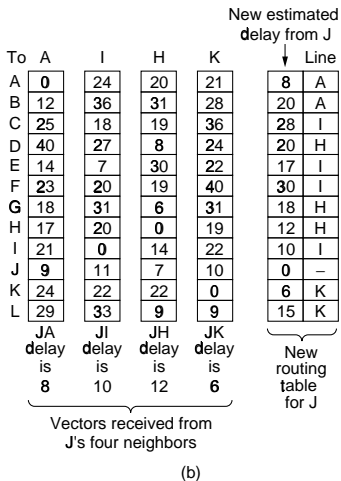 New estimated
delay from J
To A I H K Line
A 0 24 20 21 8 A
B 12 36 31 28 20 A
C 25 18 19 36 28 I
D 40 27 8 24 20 H
E 14 7 30 22 17 I
F 23 20 19 40 30 I
G 18 31 6 31 18 H
H 17 20 0 19 12 H
I 21 0 14 22 10 I
J 9 11 7 10 0 –
K 24 22 22 0 6 K
L 29 33 9 9 15 K
JA JI JH JK
delay delay delay delay
is is is is
8 10 12 6
New
routing
table
for J
Vectors received from
J's four neighbors
(b)